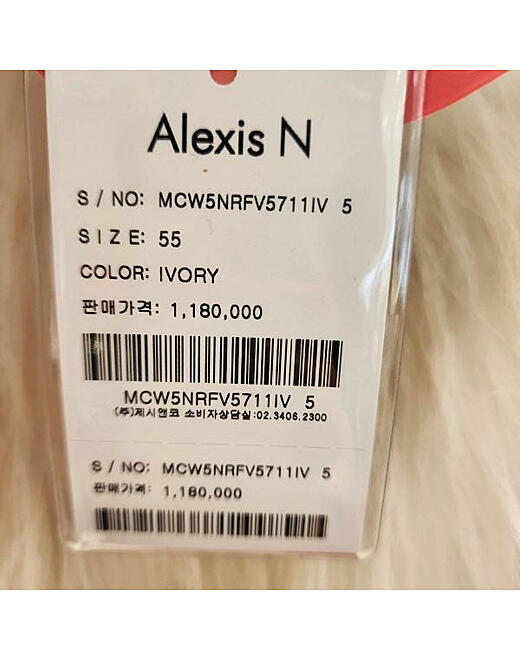 Alexis N
S / NO: MCW5NRFV5711IV 5
S I Z E: 55
COLOR: IVORY
판매가격: 1,180,000
MCW5NRFV5711IV 5
(주)제시앤코 소비자상담실:02.3406.2300
S / NO: MCW5NRFV5711IV 5
판매가격: 1,180,000